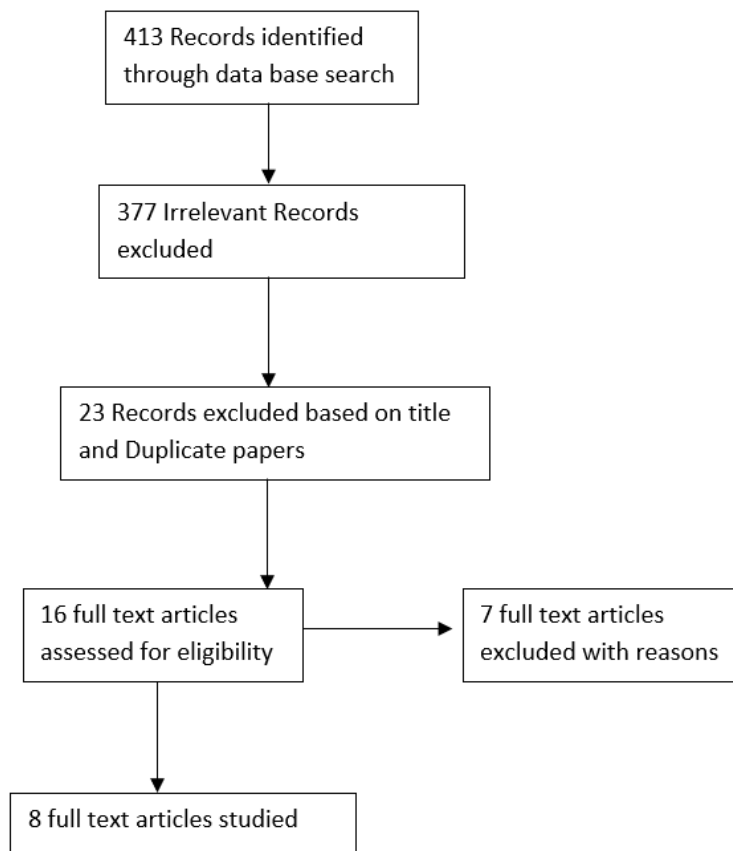 413 Records identified
through data base search
377 Irrelevant Records
excluded
23 Records excluded based on title
and Duplicate papers
16 full text articles
assessed for eligibility
7 full text articles
excluded with reasons
8 full text articles studied